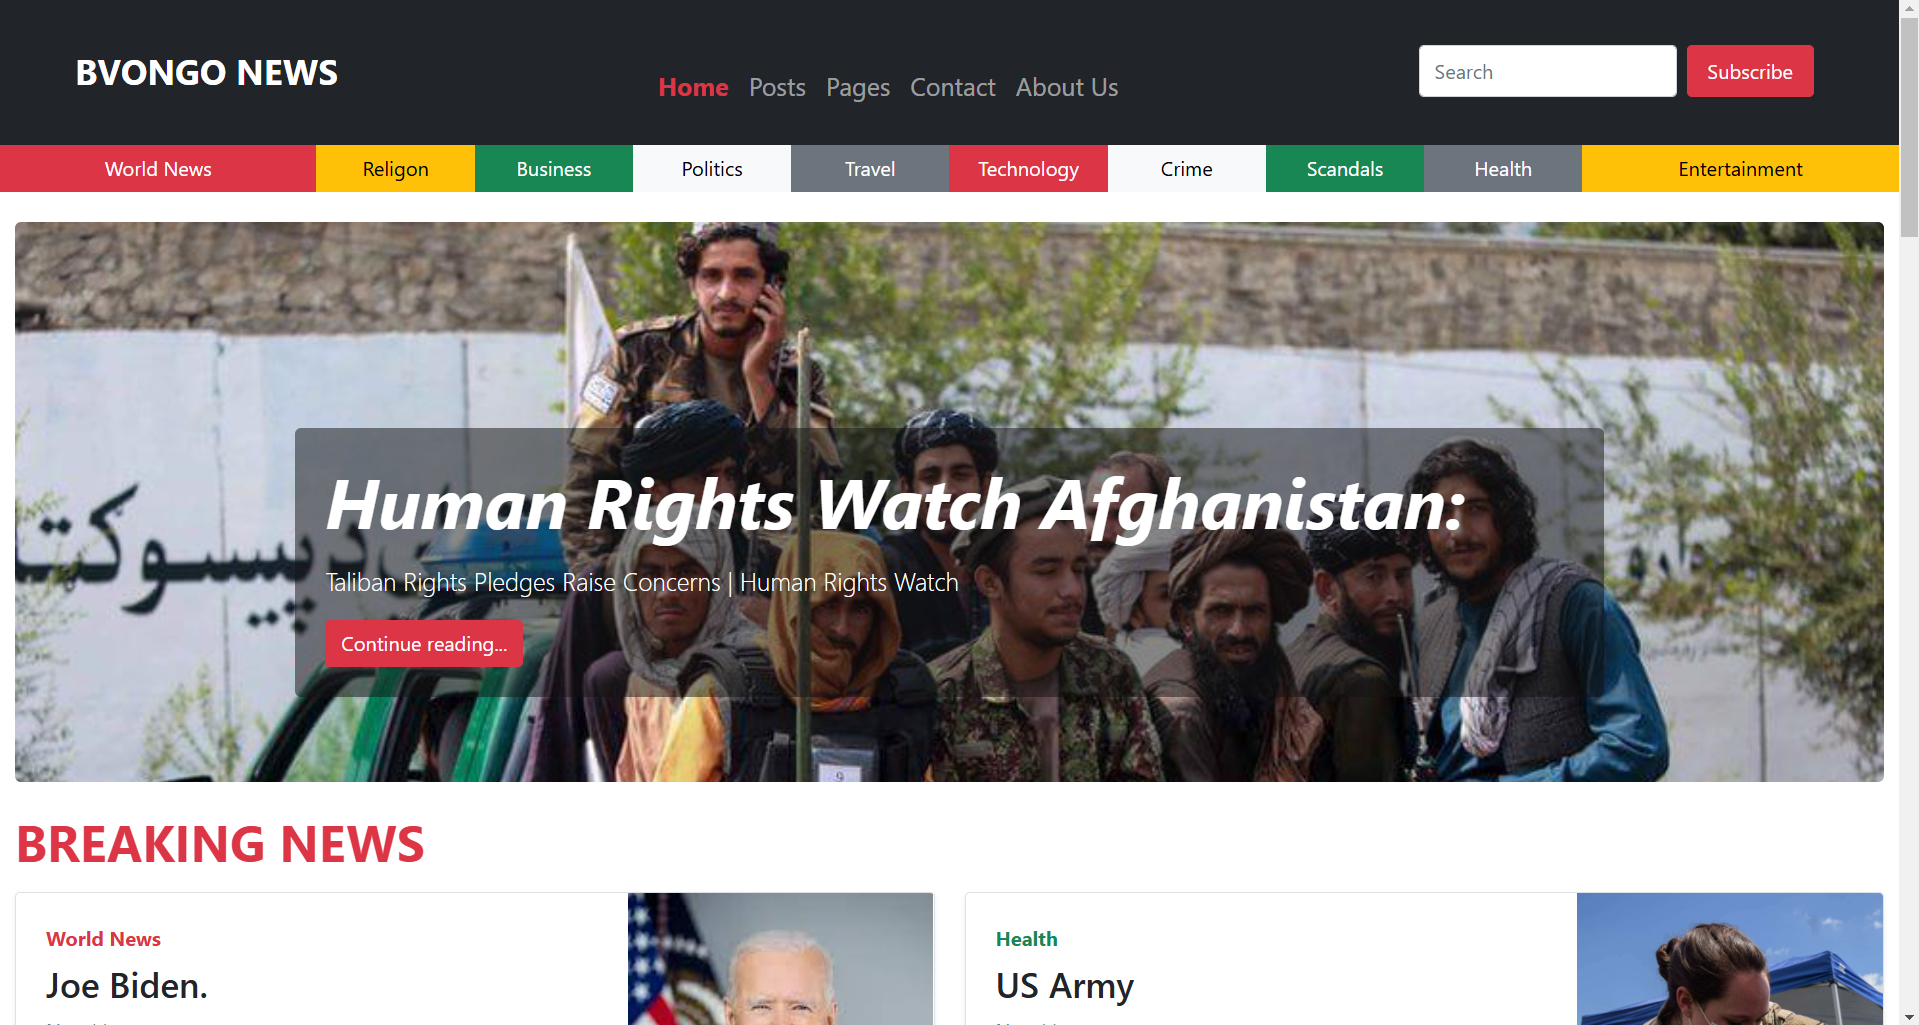 BVONGO NEWS
Home Posts Pages Contact About Us
Search
Subscribe
World News Religon Business Politics Travel Technology Crime Scandals Health Entertainment
Human Rights Watch Afghanistan:
Taliban Rights Pledges Raise Concerns | Human Rights Watch
Continue reading...
9
BREAKING NEWS
World News
Joe Biden.
Health
US Army